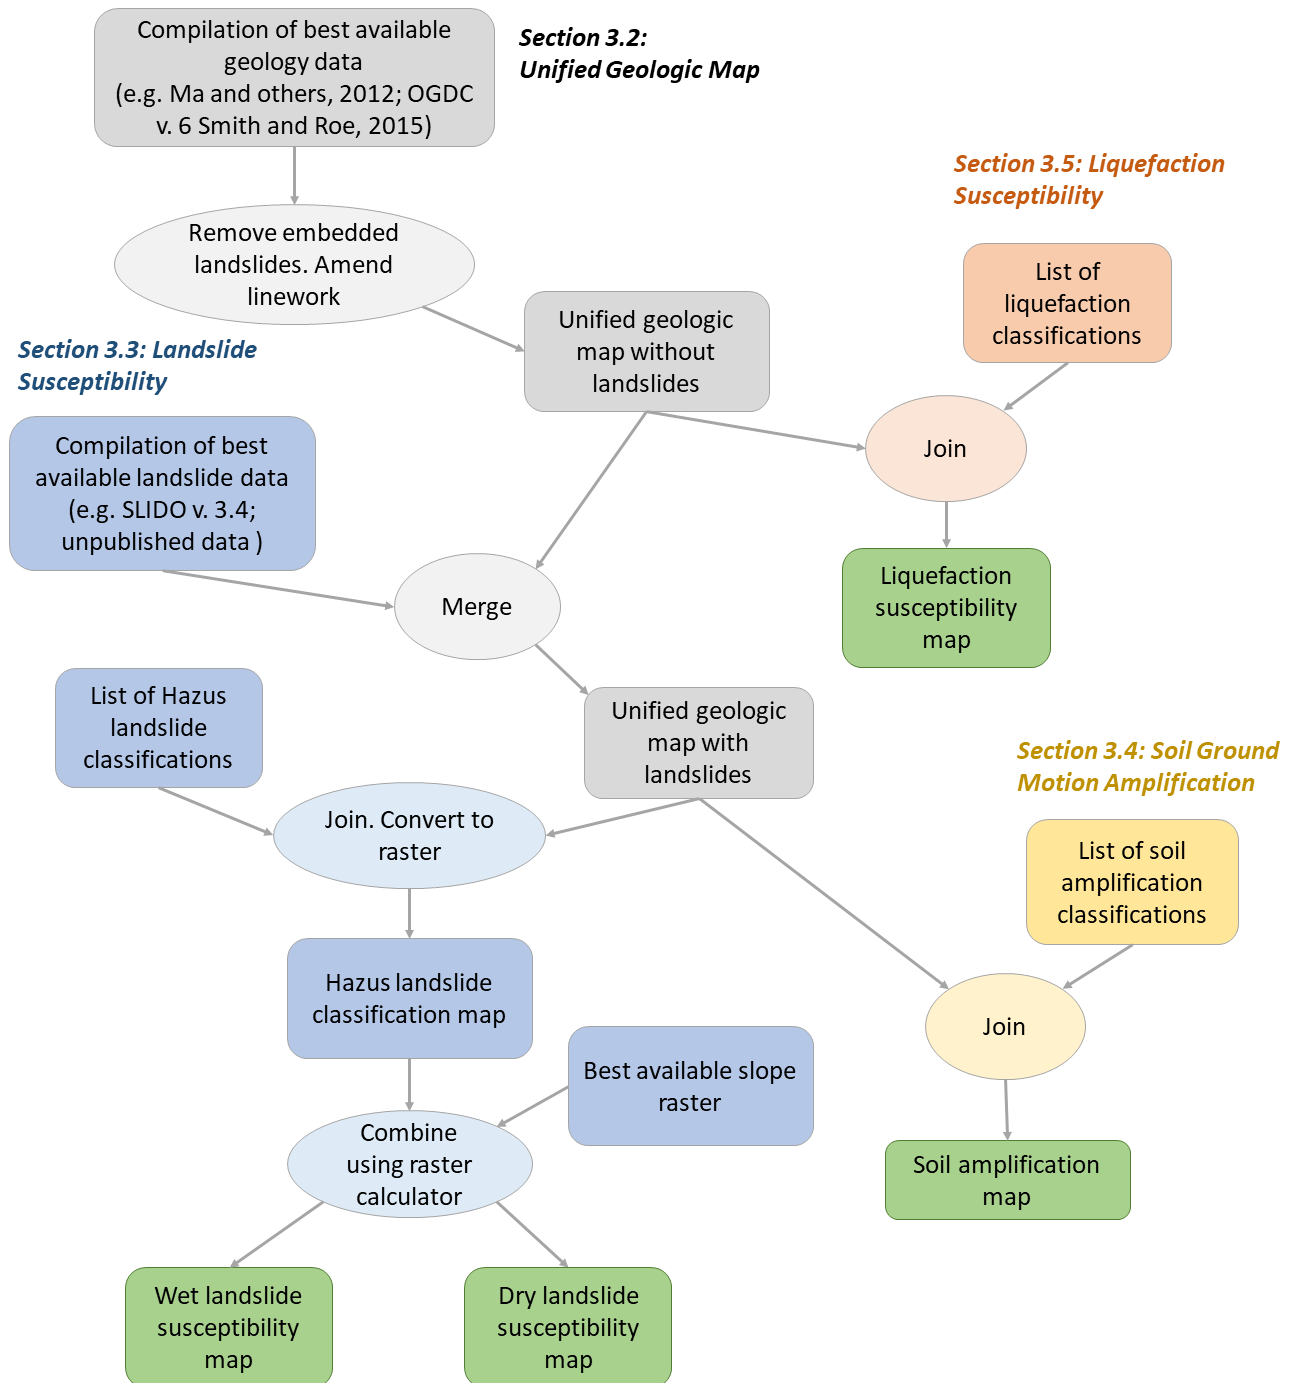 Compilation of best available
geology data
(e.g. Ma and others, 2012; OGDC
v. 6 Smith and Roe, 2015)
Section 3.2:
Unified Geologic Map
Remove embedded
landslides. Amend
linework
Section 3.5: Liquefaction
Susceptibility
List of
liquefaction
classifications
Unified geologic
map without
landslides
Section 3.3: Landslide
Susceptibility
Join
Compilation of best
available landslide data
(e.g. SLIDO v. 3.4;
unpublished data )
Merge
Liquefaction
susceptibility
map
List of Hazus
landslide
classifications
Unified geologic
map with
landslides
Section 3.4: Soil Ground
Motion Amplification
Join. Convert to
raster
List of soil
amplification
classifications
Hazus landslide
classification map
Join
Best available slope
raster
Combine
using raster
calculator
Soil amplification
map
Wet landslide
susceptibility
map
Dry landslide
susceptibility
map